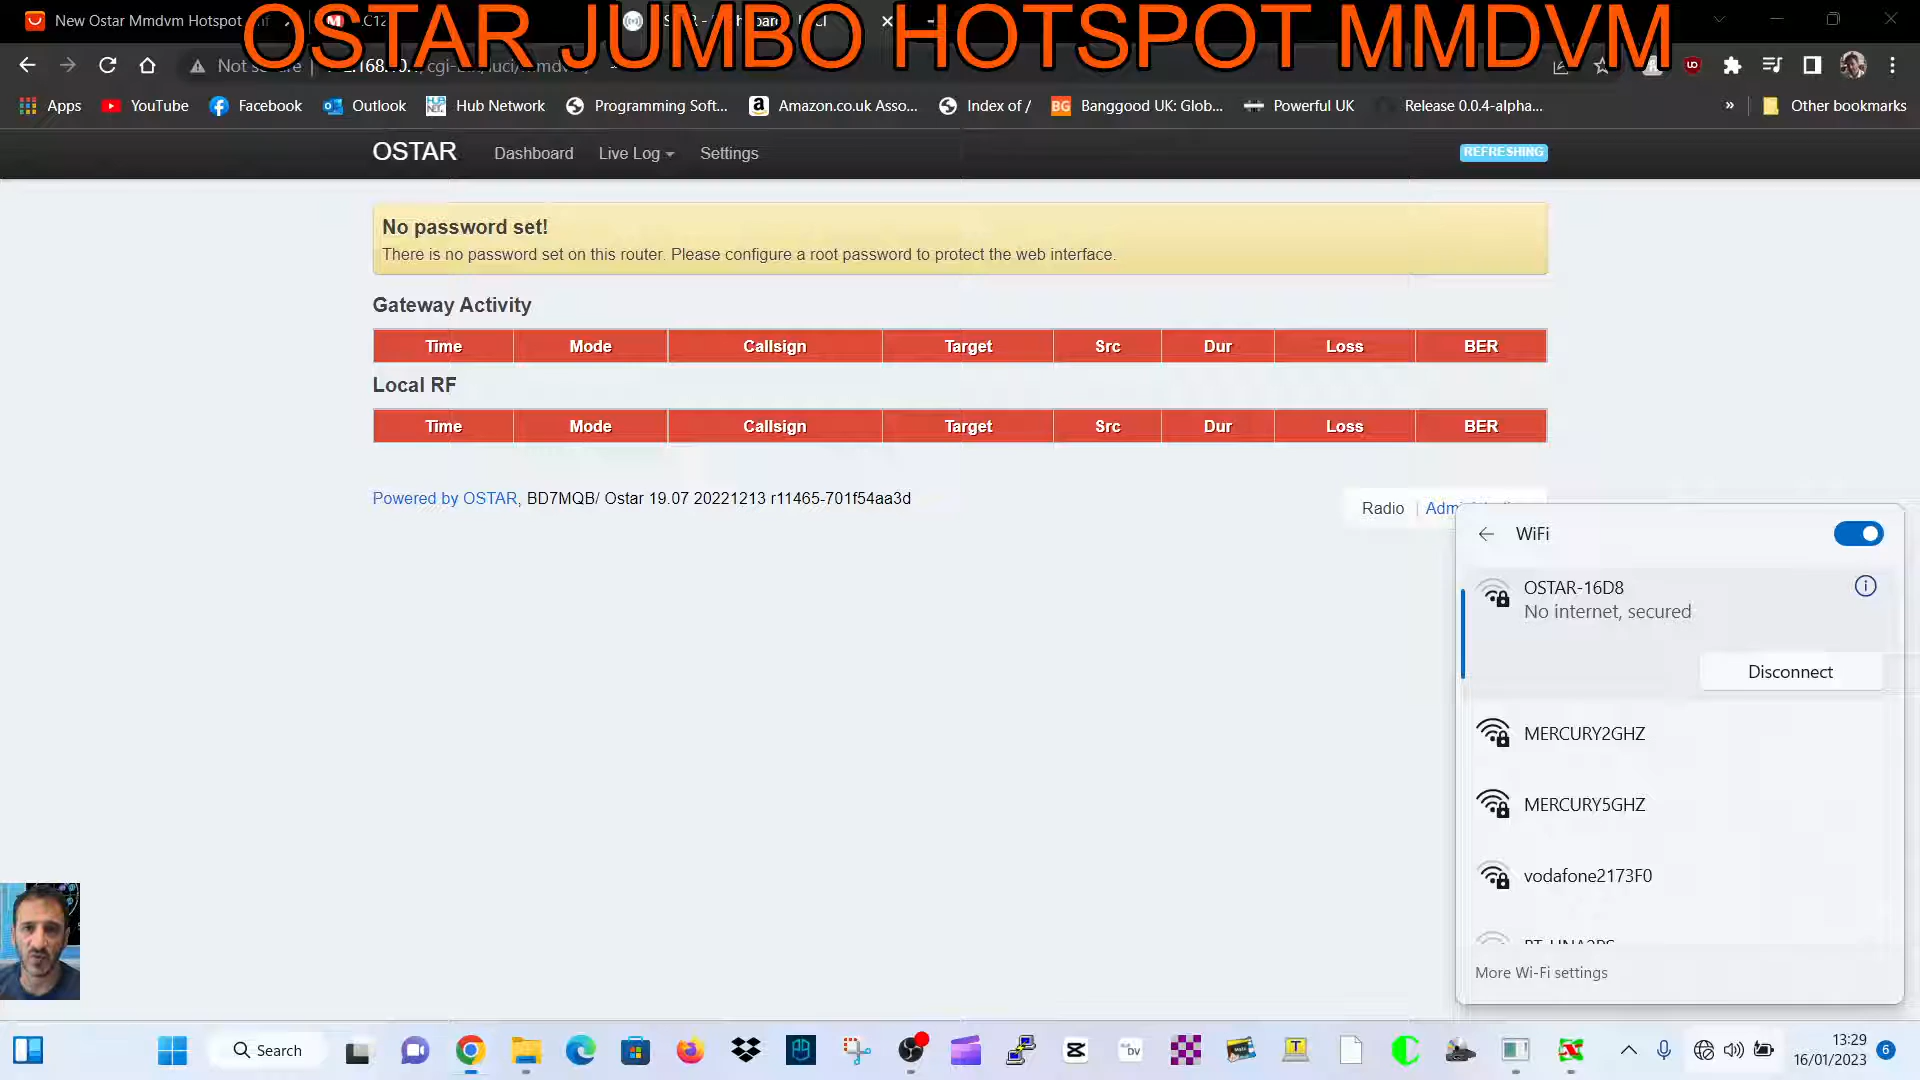 OSTAR JUMBO HOTSPOT MMDVM
New Ostar Mmdvm Hotspot
Not secure
Apps YouTube Facebook Outlook Hub Network Programming Soft... Amazon.co.uk Asso... Index of / Banggood UK: Glob... Powerful UK Release 0.0.4-alpha... » Other bookmarks
OSTAR Dashboard Live Log Settings REFRESHING
No password set!
There is no password set on this router. Please configure a root password to protect the web interface.
Gateway Activity
Time Mode Callsign Target Src Dur Loss BER
Local RF
Time Mode Callsign Target Src Dur Loss BER
Powered by OSTAR, BD7MQB/ Ostar 19.07 20221213 r11465-701f54aa3d
Radio |
WiFi
OSTAR-16D8
No internet, secured
Disconnect
MERCURY2GHZ
MERCURY5GHZ
vodafone2173F0
More Wi-Fi settings
Search
DV
T
13:29
16/01/2023
6